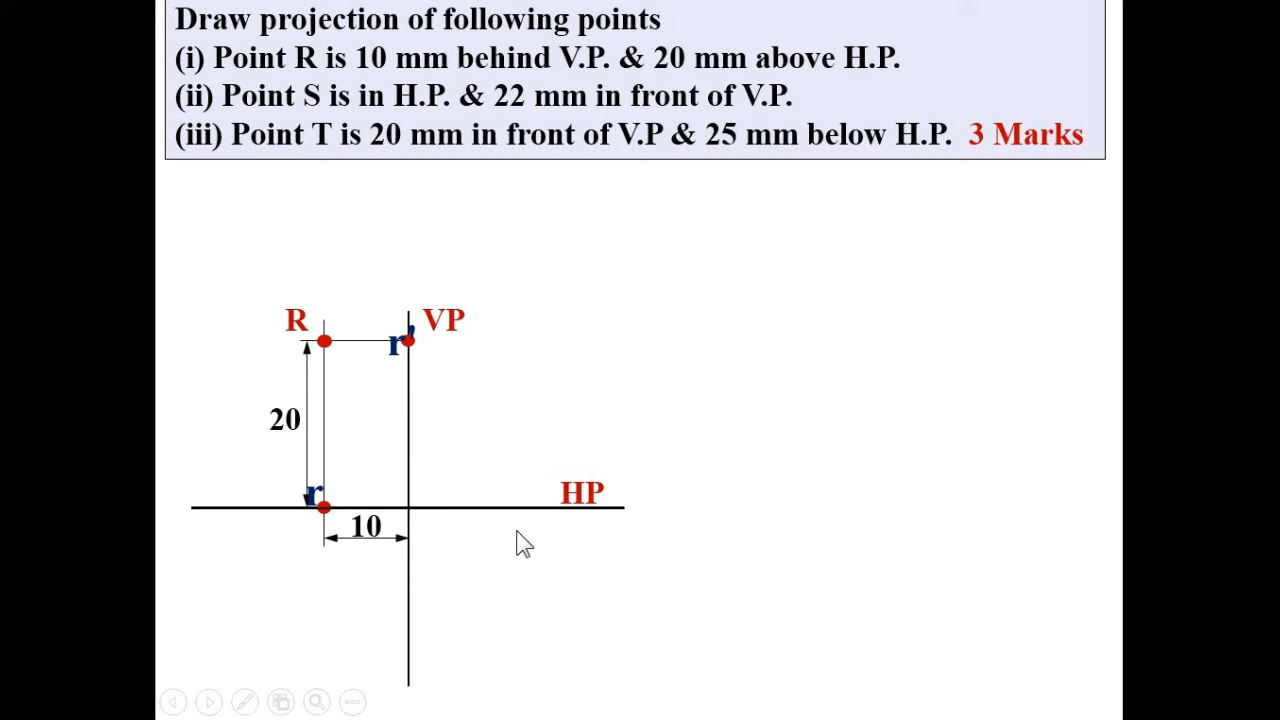 Draw projection of following points
(i) Point R is 10 mm behind V.P. & 20 mm above H.P.
(ii) Point S is in H.P. & 22 mm in front of V.P.
(iii) Point T is 20 mm in front of V.P & 25 mm below H.P. 3 Marks
R
VP
r'
20
r
HP
10